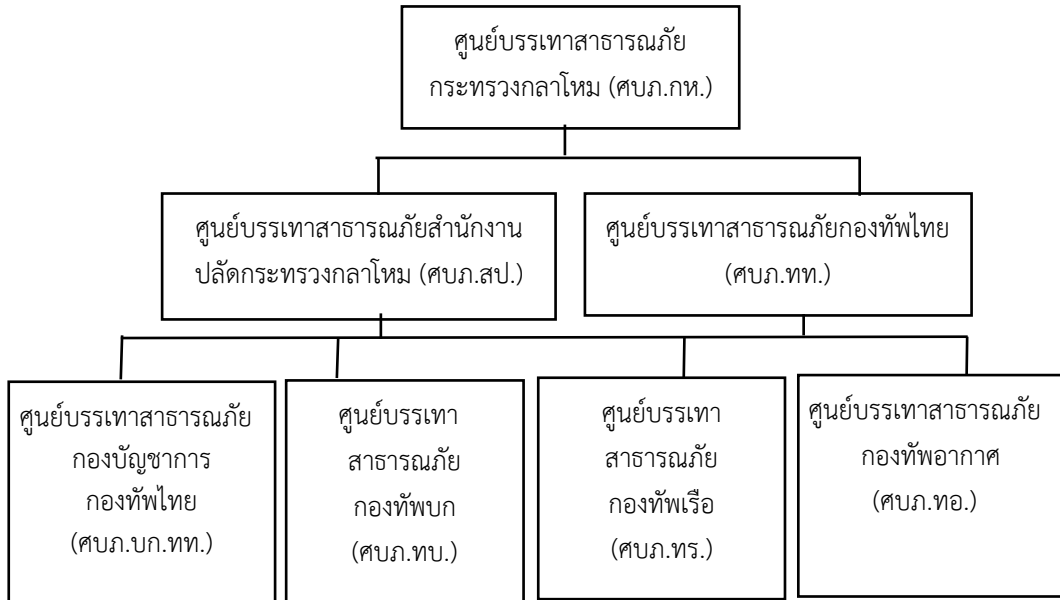 ศูนย์บรรเทาสาธารณภัย
กระทรวงกลาโหม (ศบภ.กห.)
ศูนย์บรรเทาสาธารณภัยสำนักงาน
ปลัดกระทรวงกลาโหม (ศบภ.สป.)
ศูนย์บรรเทาสาธารณภัยกองทัพไทย
(ศบภ.ทท.)
ศูนย์บรรเทาสาธารณภัย
กองบัญชาการ
กองทัพไทย
(ศบภ.บก.ทท.)
ศูนย์บรรเทา
สาธารณภัย
กองทัพบก
(ศบภ.ทบ.)
ศูนย์บรรเทา
สาธารณภัย
กองทัพเรือ
(ศบภ.ทร.)
ศูนย์บรรเทาสาธารณภัย
กองทัพอากาศ
(ศบภ.ทอ.)